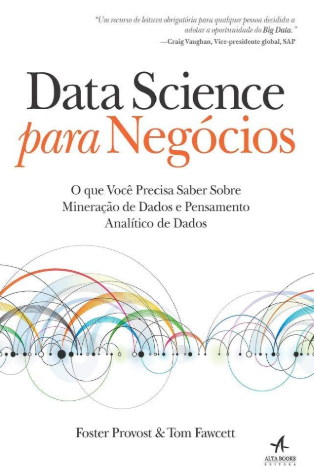 "Um recurso de leitura obrigatória para qualquer pessoa decidido a
adotar a oportunidade do Big Data."
—Craig Vaughan, Vice-presidente global, SAP
Data Science
para Negócios
O que Você Precisa Saber Sobre
Mineração de Dados e Pensamento
Analítico de Dados
Foster Provost & Tom Fawcett
ALTA BOOKS
EDITORA